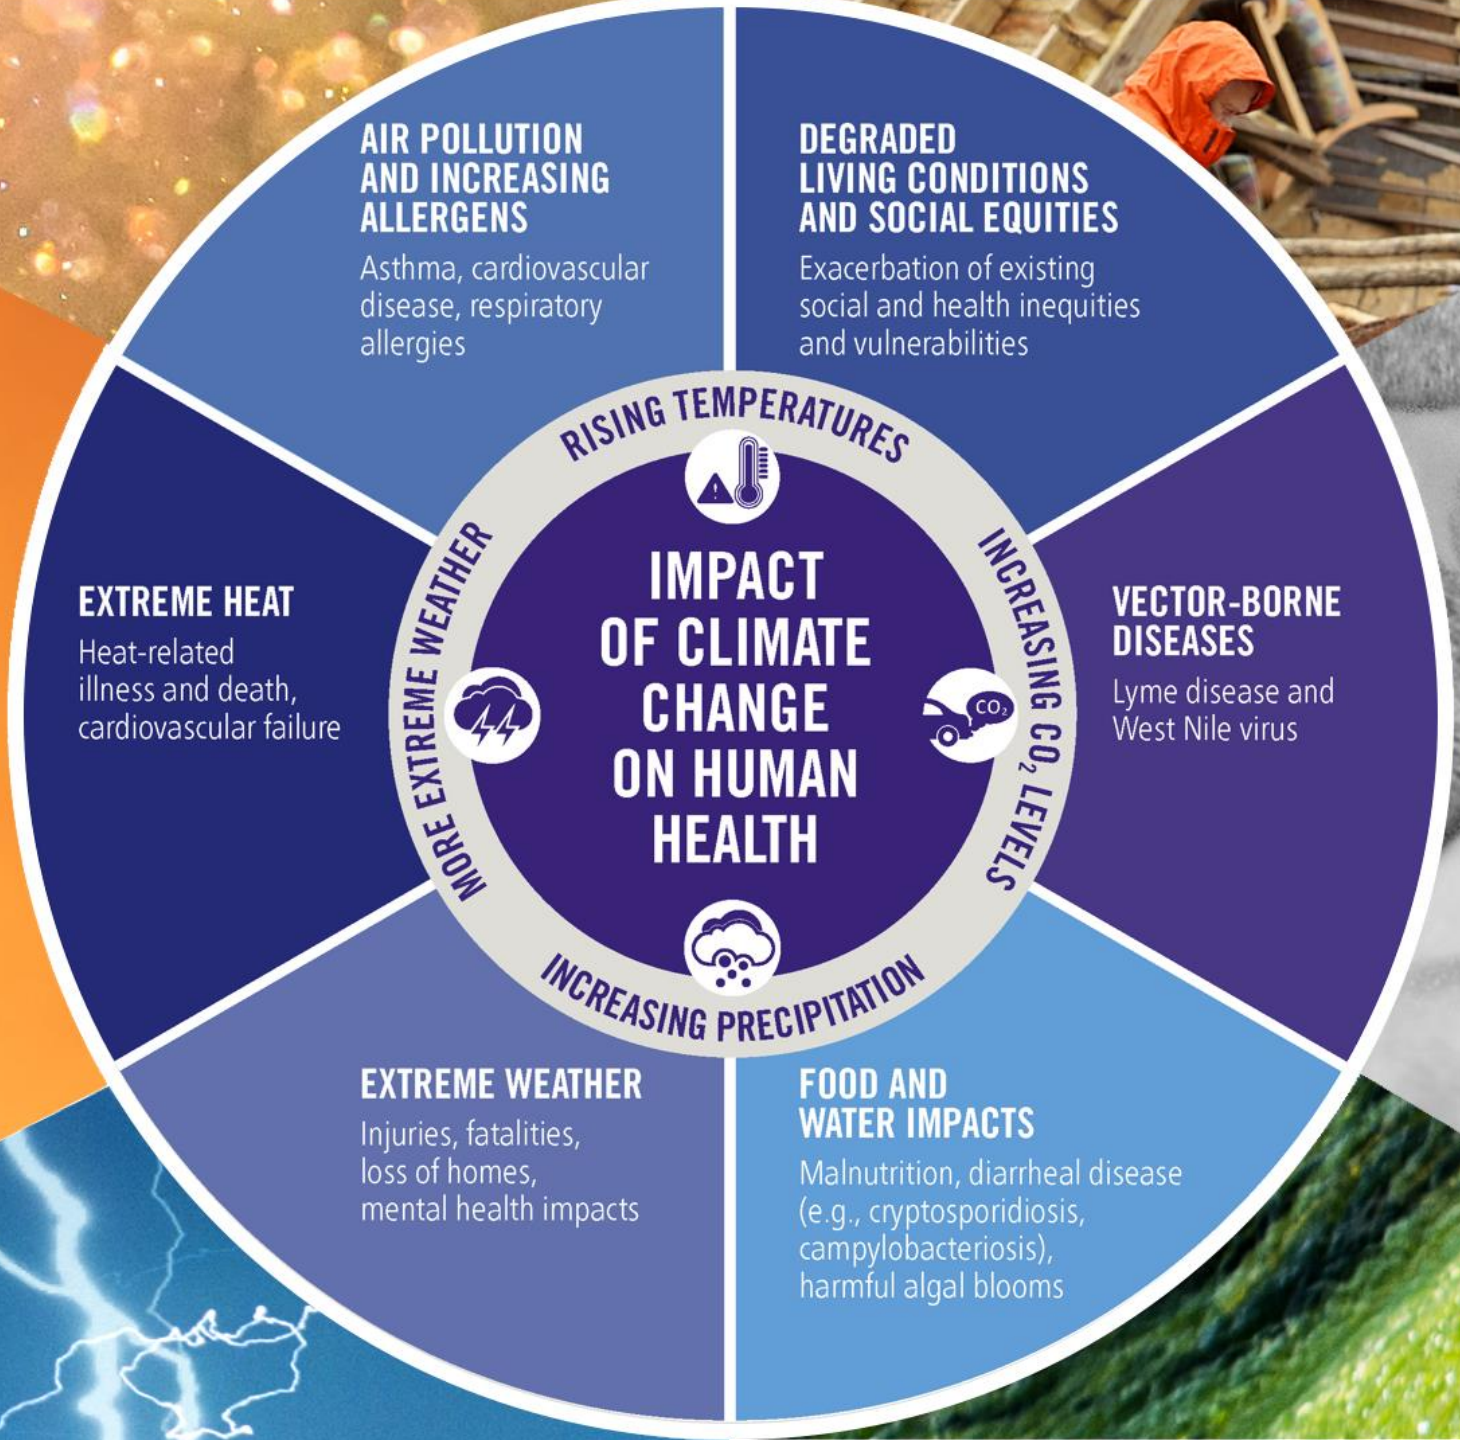 AIR POLLUTION
AND INCREASING
ALLERGENS
Asthma, cardiovascular
disease, respiratory
allergies
DEGRADED
LIVING CONDITIONS
AND SOCIAL EQUITIES
Exacerbation of existing
social and health inequities
and vulnerabilities
RISING TEMPERATURES
EXTREME HEAT
Heat-related
illness and death,
cardiovascular failure
MORE EXTREME WEATHER
IMPACT
OF CLIMATE
CHANGE
ON HUMAN
HEALTH
CO₂
INCREASING CO₂ LEVELS
VECTOR-BORNE
DISEASES
Lyme disease and
West Nile virus
INCREASING PRECIPITATION
EXTREME WEATHER
Injuries, fatalities,
loss of homes,
mental health impacts
FOOD AND
WATER IMPACTS
Malnutrition, diarrheal disease
(e.g., cryptosporidiosis,
campylobacteriosis),
harmful algal blooms